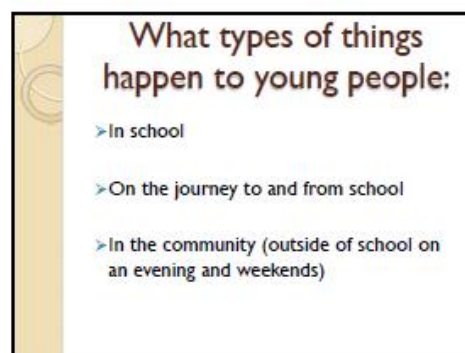 What types of things
happen to young people:
➢In school
➢On the journey to and from school
➢In the community (outside of school on
an evening and weekends)